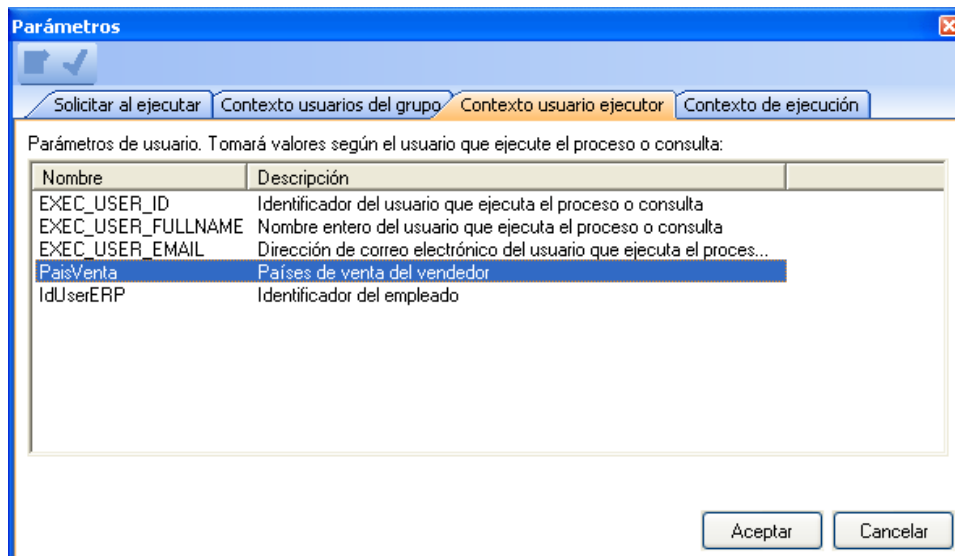 Parámetros
Solicitar al ejecutar Contexto usuarios del grupo Contexto usuario ejecutor Contexto de ejecución
Parámetros de usuario. Tomará valores según el usuario que ejecute el proceso o consulta:
Nombre Descripción
EXEC_USER_ID Identificador del usuario que ejecuta el proceso o consulta
EXEC_USER_FULLNAME Nombre entero del usuario que ejecuta el proceso o consulta
EXEC_USER_EMAIL Dirección de correo electrónico del usuario que ejecuta el proces...
PaisVenta Países de venta del vendedor
IdUserERP Identificador del empleado
Aceptar Cancelar